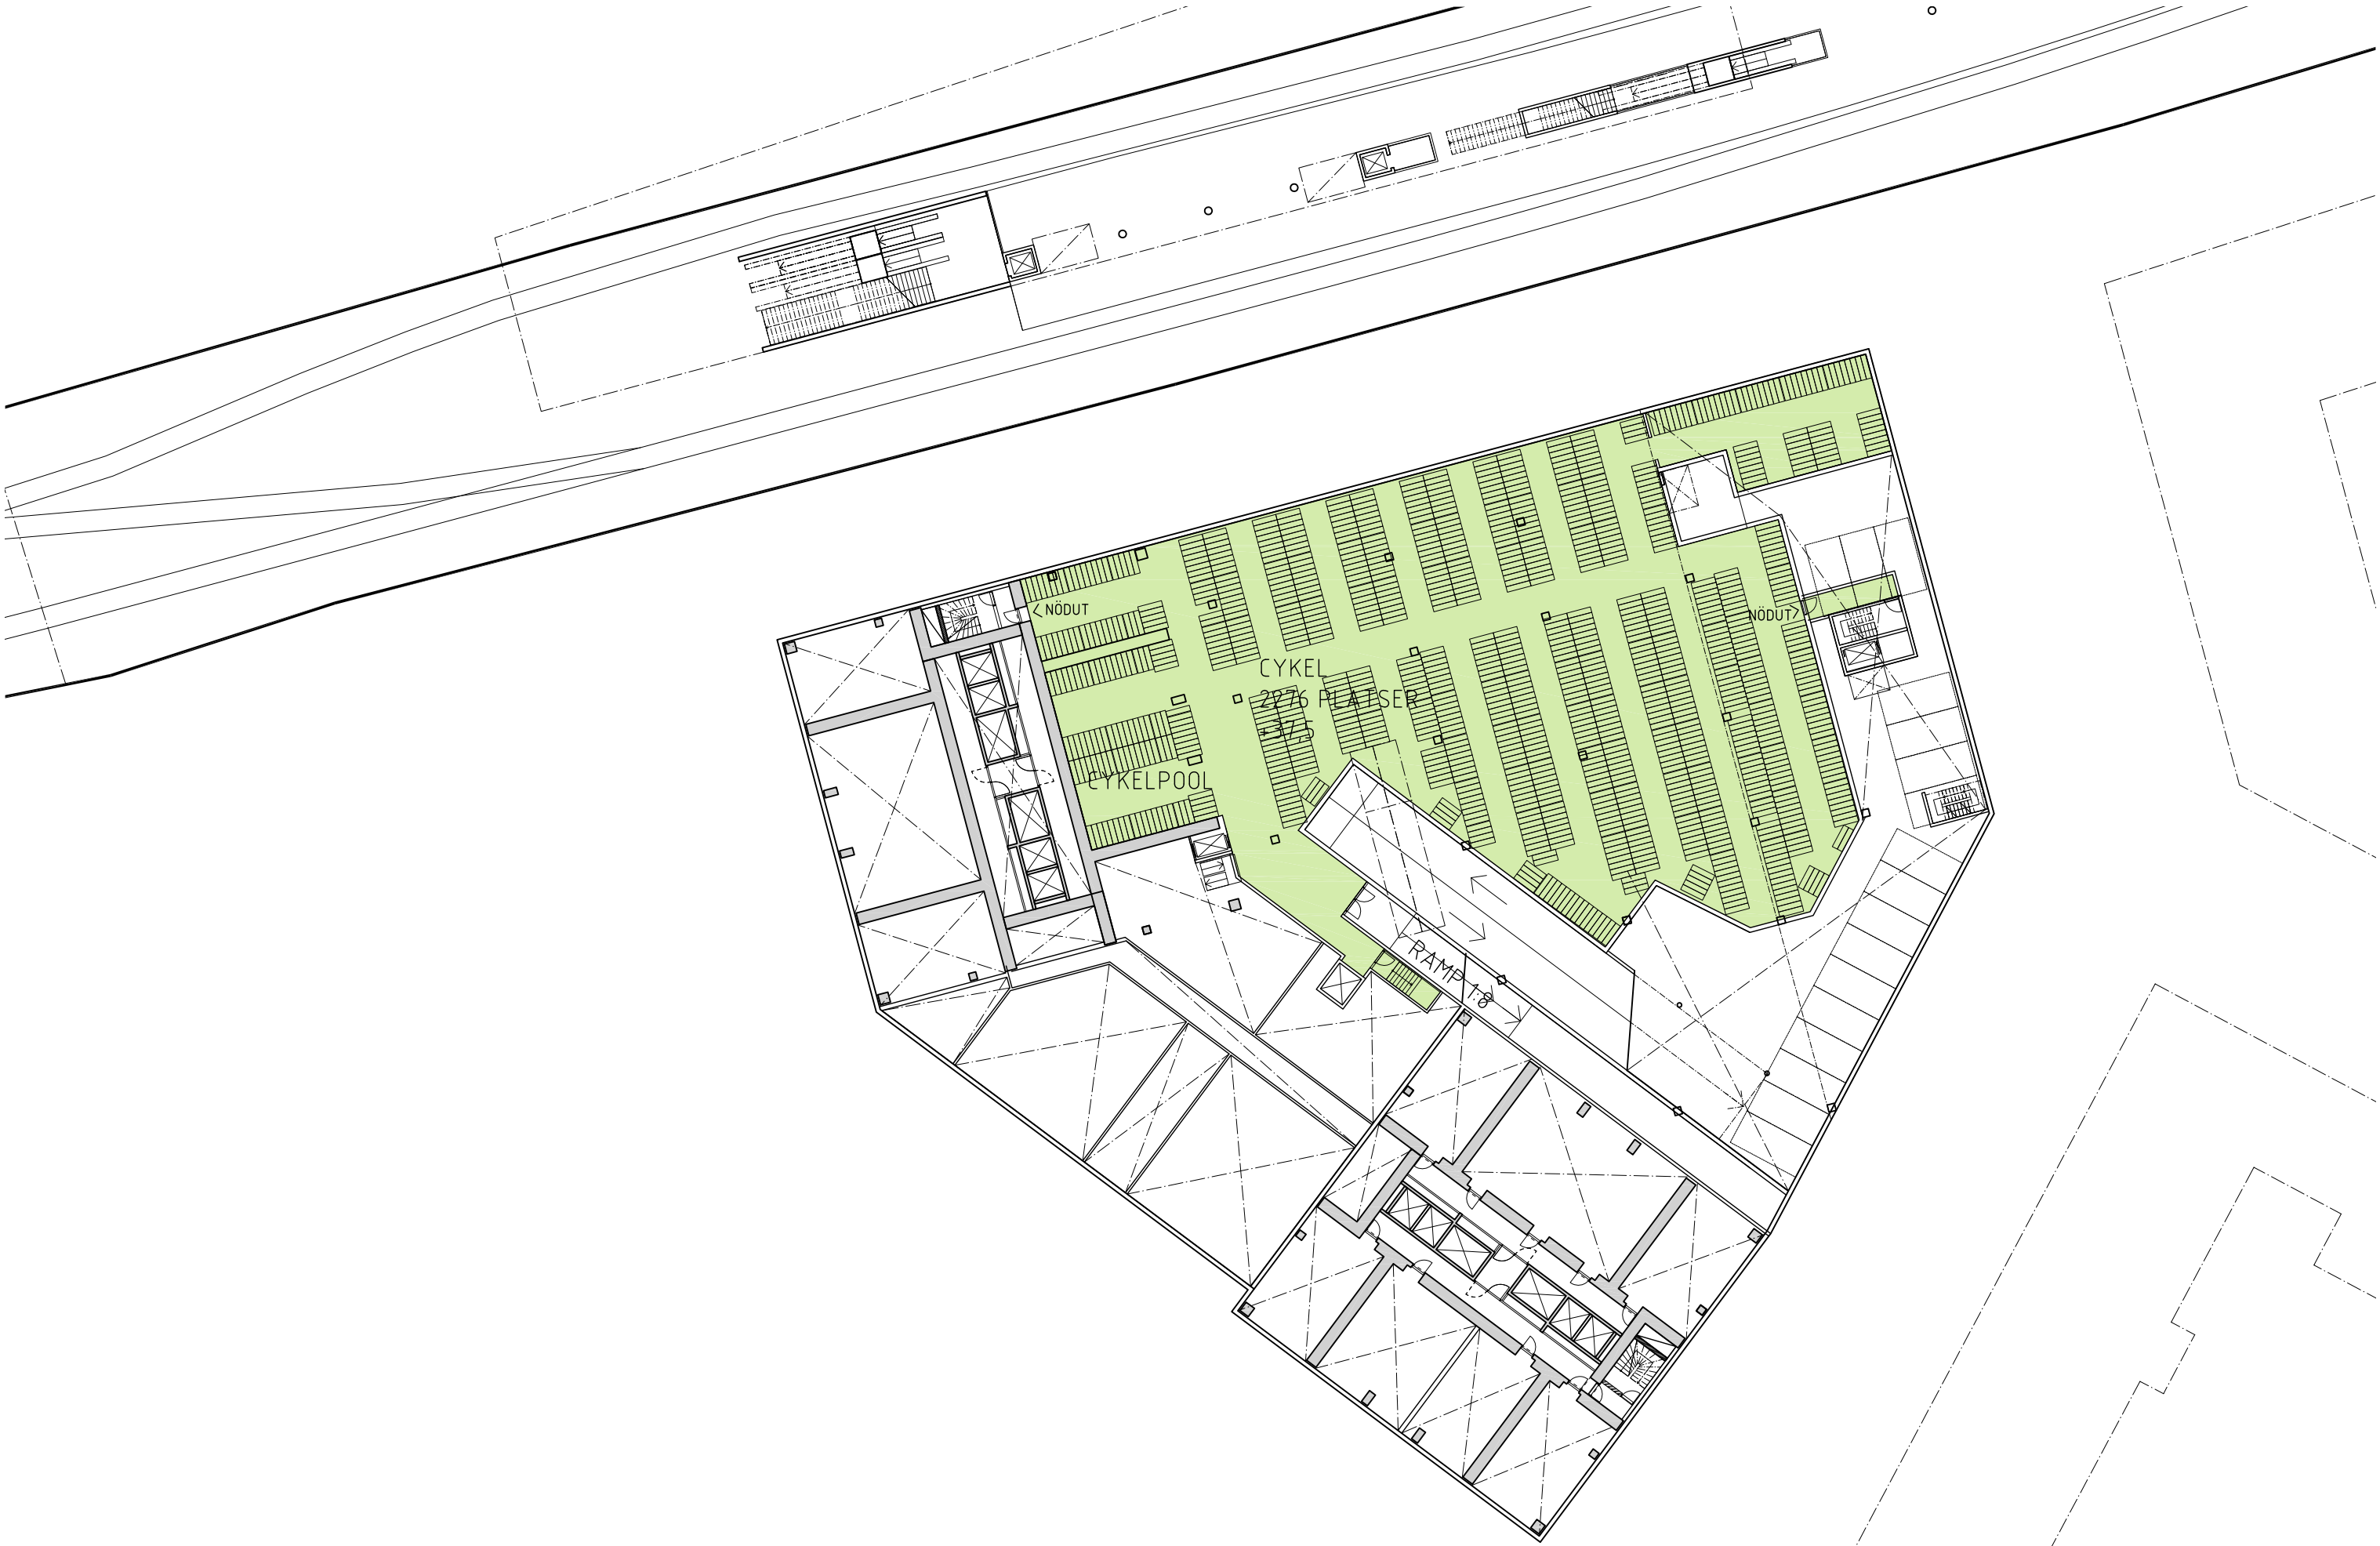 NÖDUT
NÖDUT
CYKEL
2276 PLATSER
+37,5
CYKELPOOL
RAMP 1:8